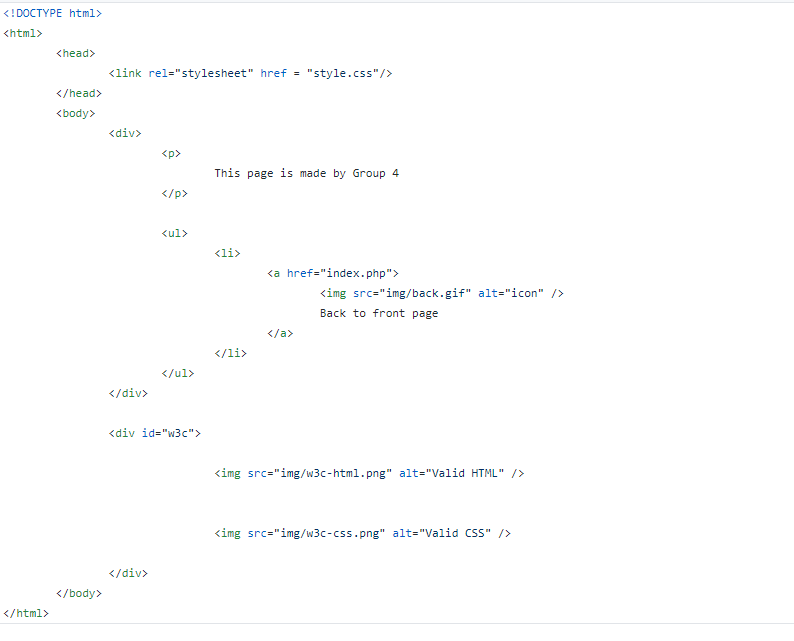 <!DOCTYPE html>
<html>
<head>
<link rel="stylesheet" href = "style.css"/>
</head>
<body>
<div>
<p>
This page is made by Group 4
</p>
<ul>
<li>
<a href="index.php">
<img src="img/back.gif" alt="icon" />
Back to front page
</a>
</li>
</ul>
</div>
<div id="w3c">
<img src="img/w3c-html.png" alt="Valid HTML" />
<img src="img/w3c-css.png" alt="Valid CSS" />
</div>
</body>
</html>